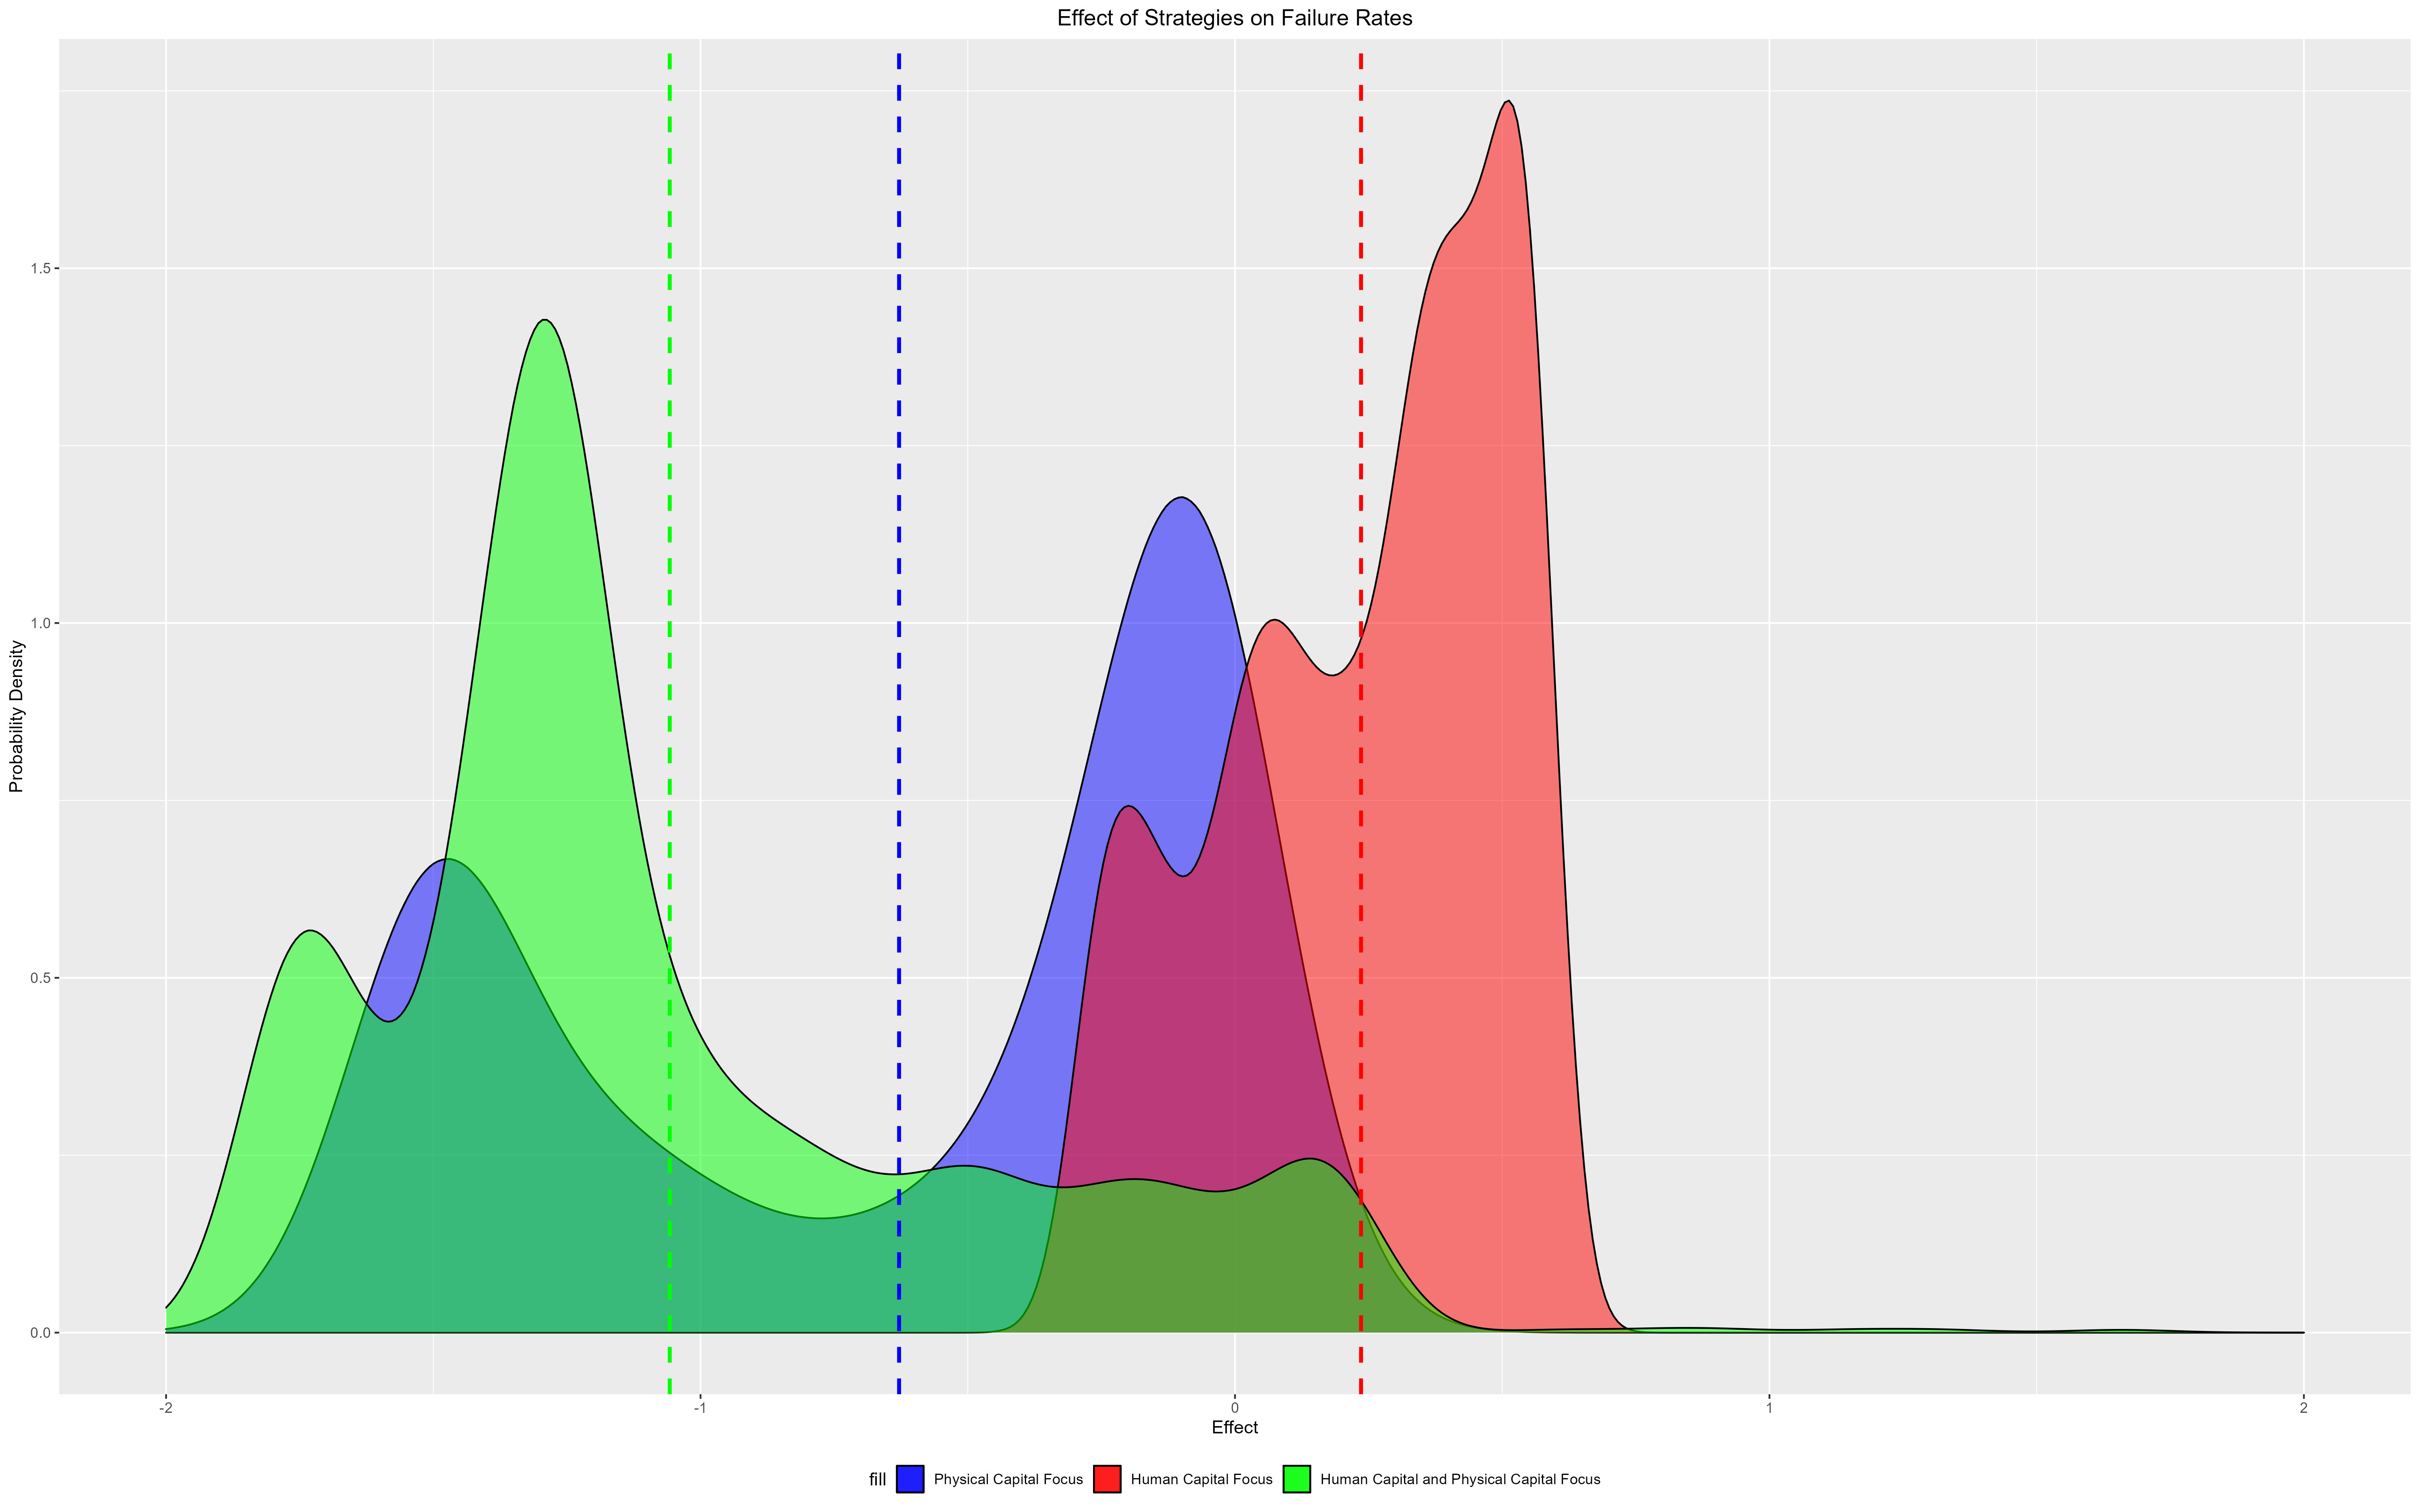 Effect of Strategies on Failure Rates
Probability Density
1.5
1.0
0.5
0.0
-2 -1 0 1 2
Effect
fill Physical Capital Focus Human Capital Focus Human Capital and Physical Capital Focus